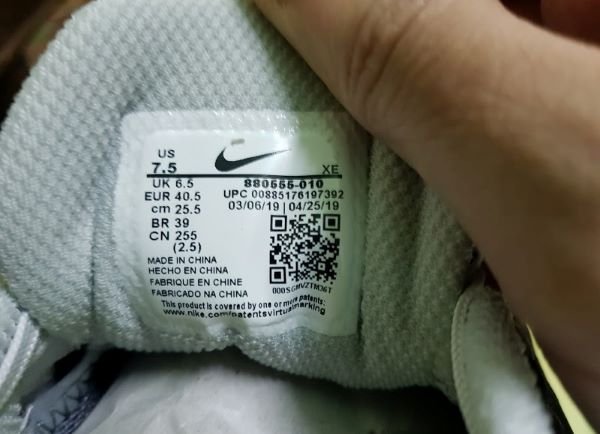 US
7.5 XE
UK 6.5 880555-010
EUR 40.5 UPC 00885176197392
cm 25.5 03/06/19 | 04/25/19
BR 39
CN 255
(2.5)
MADE IN CHINA
HECHO EN CHINA
FABRIQUE EN CHINE
FABRICADO NA CHINA
This product is covered by one or more patents:
www.nike.com/patentsvirtualmarking